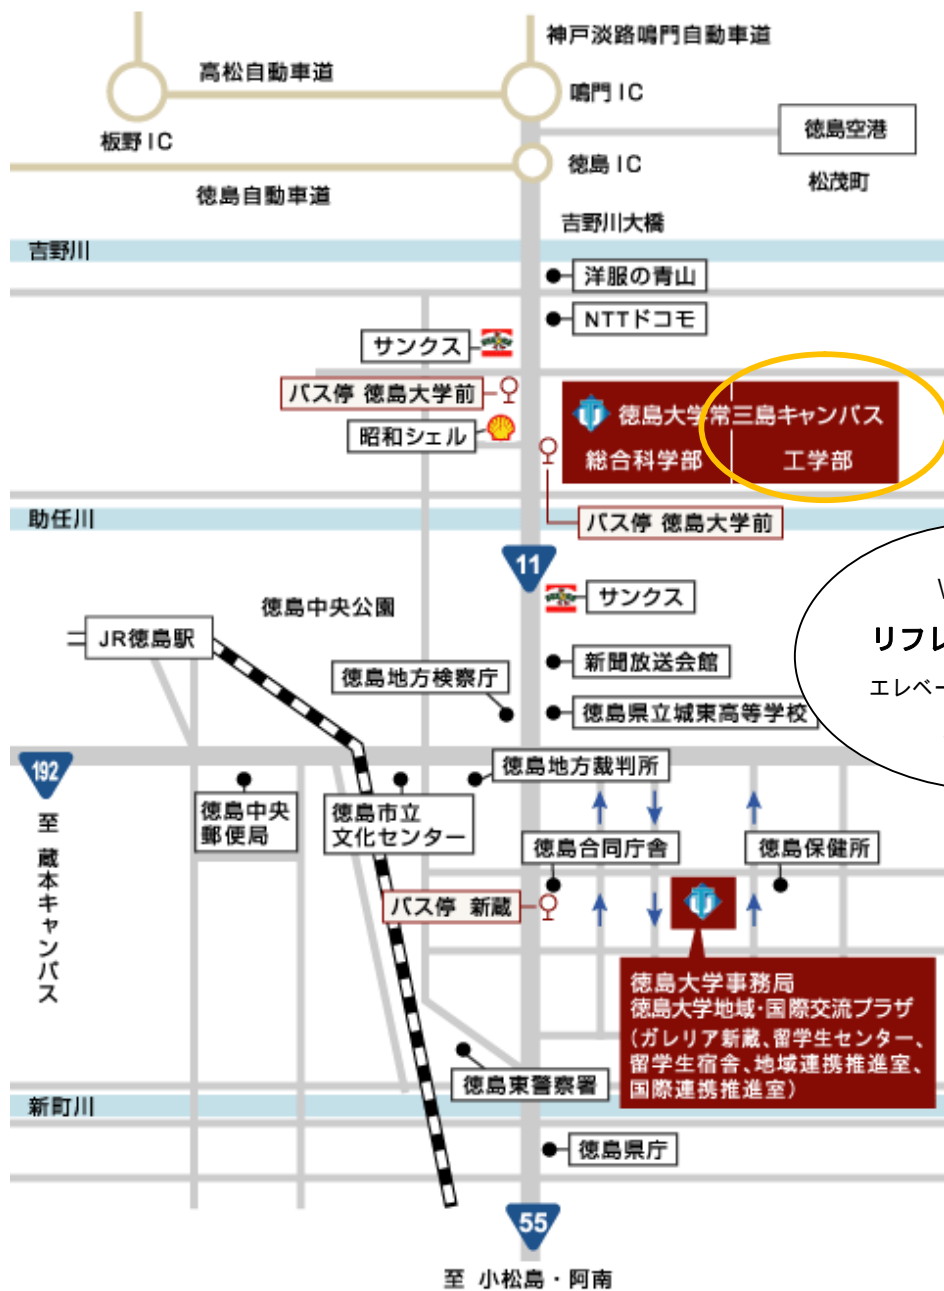 神戸淡路鳴門自動車道
高松自動車道
鳴門IC
徳島空港
板野IC
徳島IC
松茂町
徳島自動車道
吉野川大橋
吉野川
洋服の青山
NTTドコモ
サンクス
バス停 徳島大学前
徳島大学常三島キャンパス
昭和シェル
総合科学部
工学部
助任川
バス停 徳島大学前
11
サンクス
徳島中央公園
JR徳島駅
リフレ
新聞放送会館
徳島地方検察庁
エレベー
徳島県立城東高等学校
192
徳島地方裁判所
徳島中央
郵便局
徳島市立
文化センター
至 蔵本キャンパス
徳島合同庁舎
徳島保健所
バス停 新蔵
徳島大学事務局
徳島大学地域・国際交流プラザ
(ガレリア新蔵、留学生センター、
留学生宿舎、地域連携推進室、
国際連携推進室)
徳島東警察署
新町川
徳島県庁
55
至 小松島・阿南